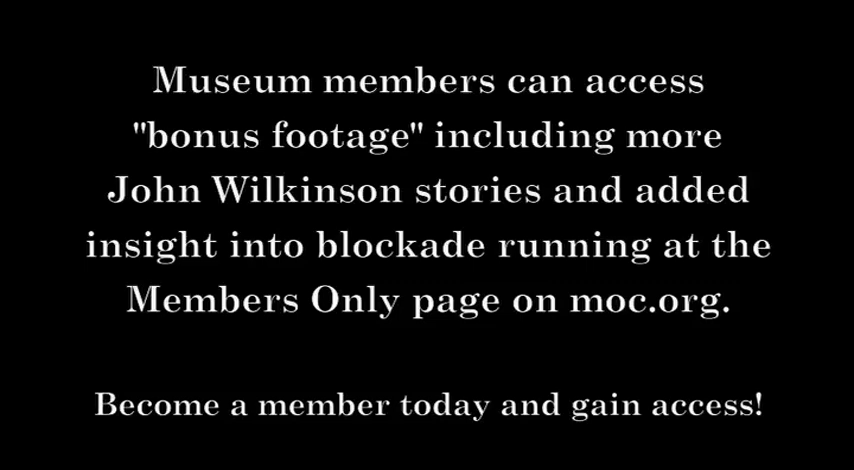 Museum members can access
"bonus footage" including more
John Wilkinson stories and added
insight into blockade running at the
Members Only page on moc.org.
Become a member today and gain access!